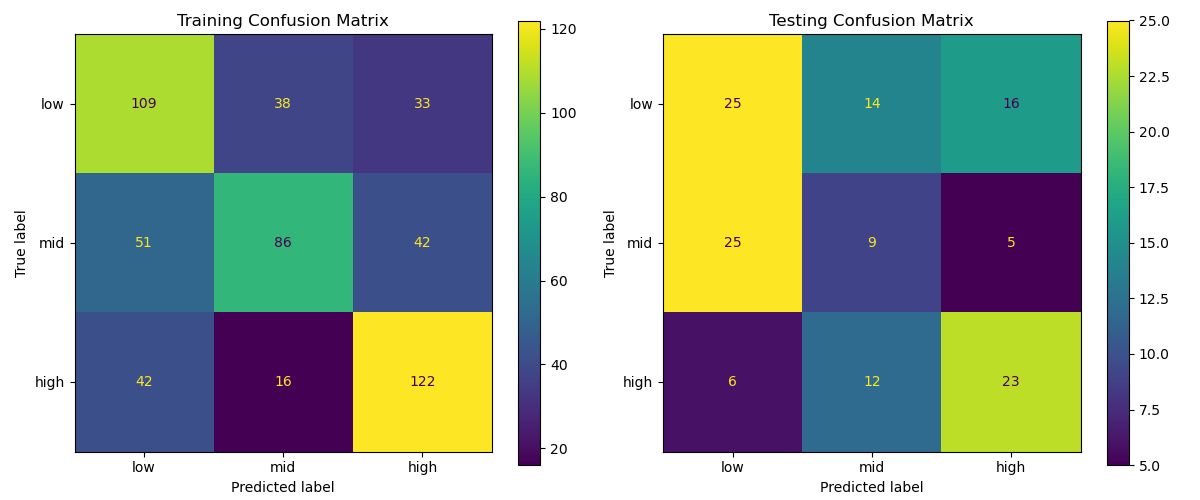 Training Confusion Matrix
low 109 38 33
mid 51 86 42
high 42 16 122
low mid high
Predicted label
True label
120
100
80
60
40
20
Testing Confusion Matrix
low 25 14 16
mid 25 9 5
high 6 12 23
low mid high
Predicted label
True label
25.0
22.5
20.0
17.5
15.0
12.5
10.0
7.5
5.0